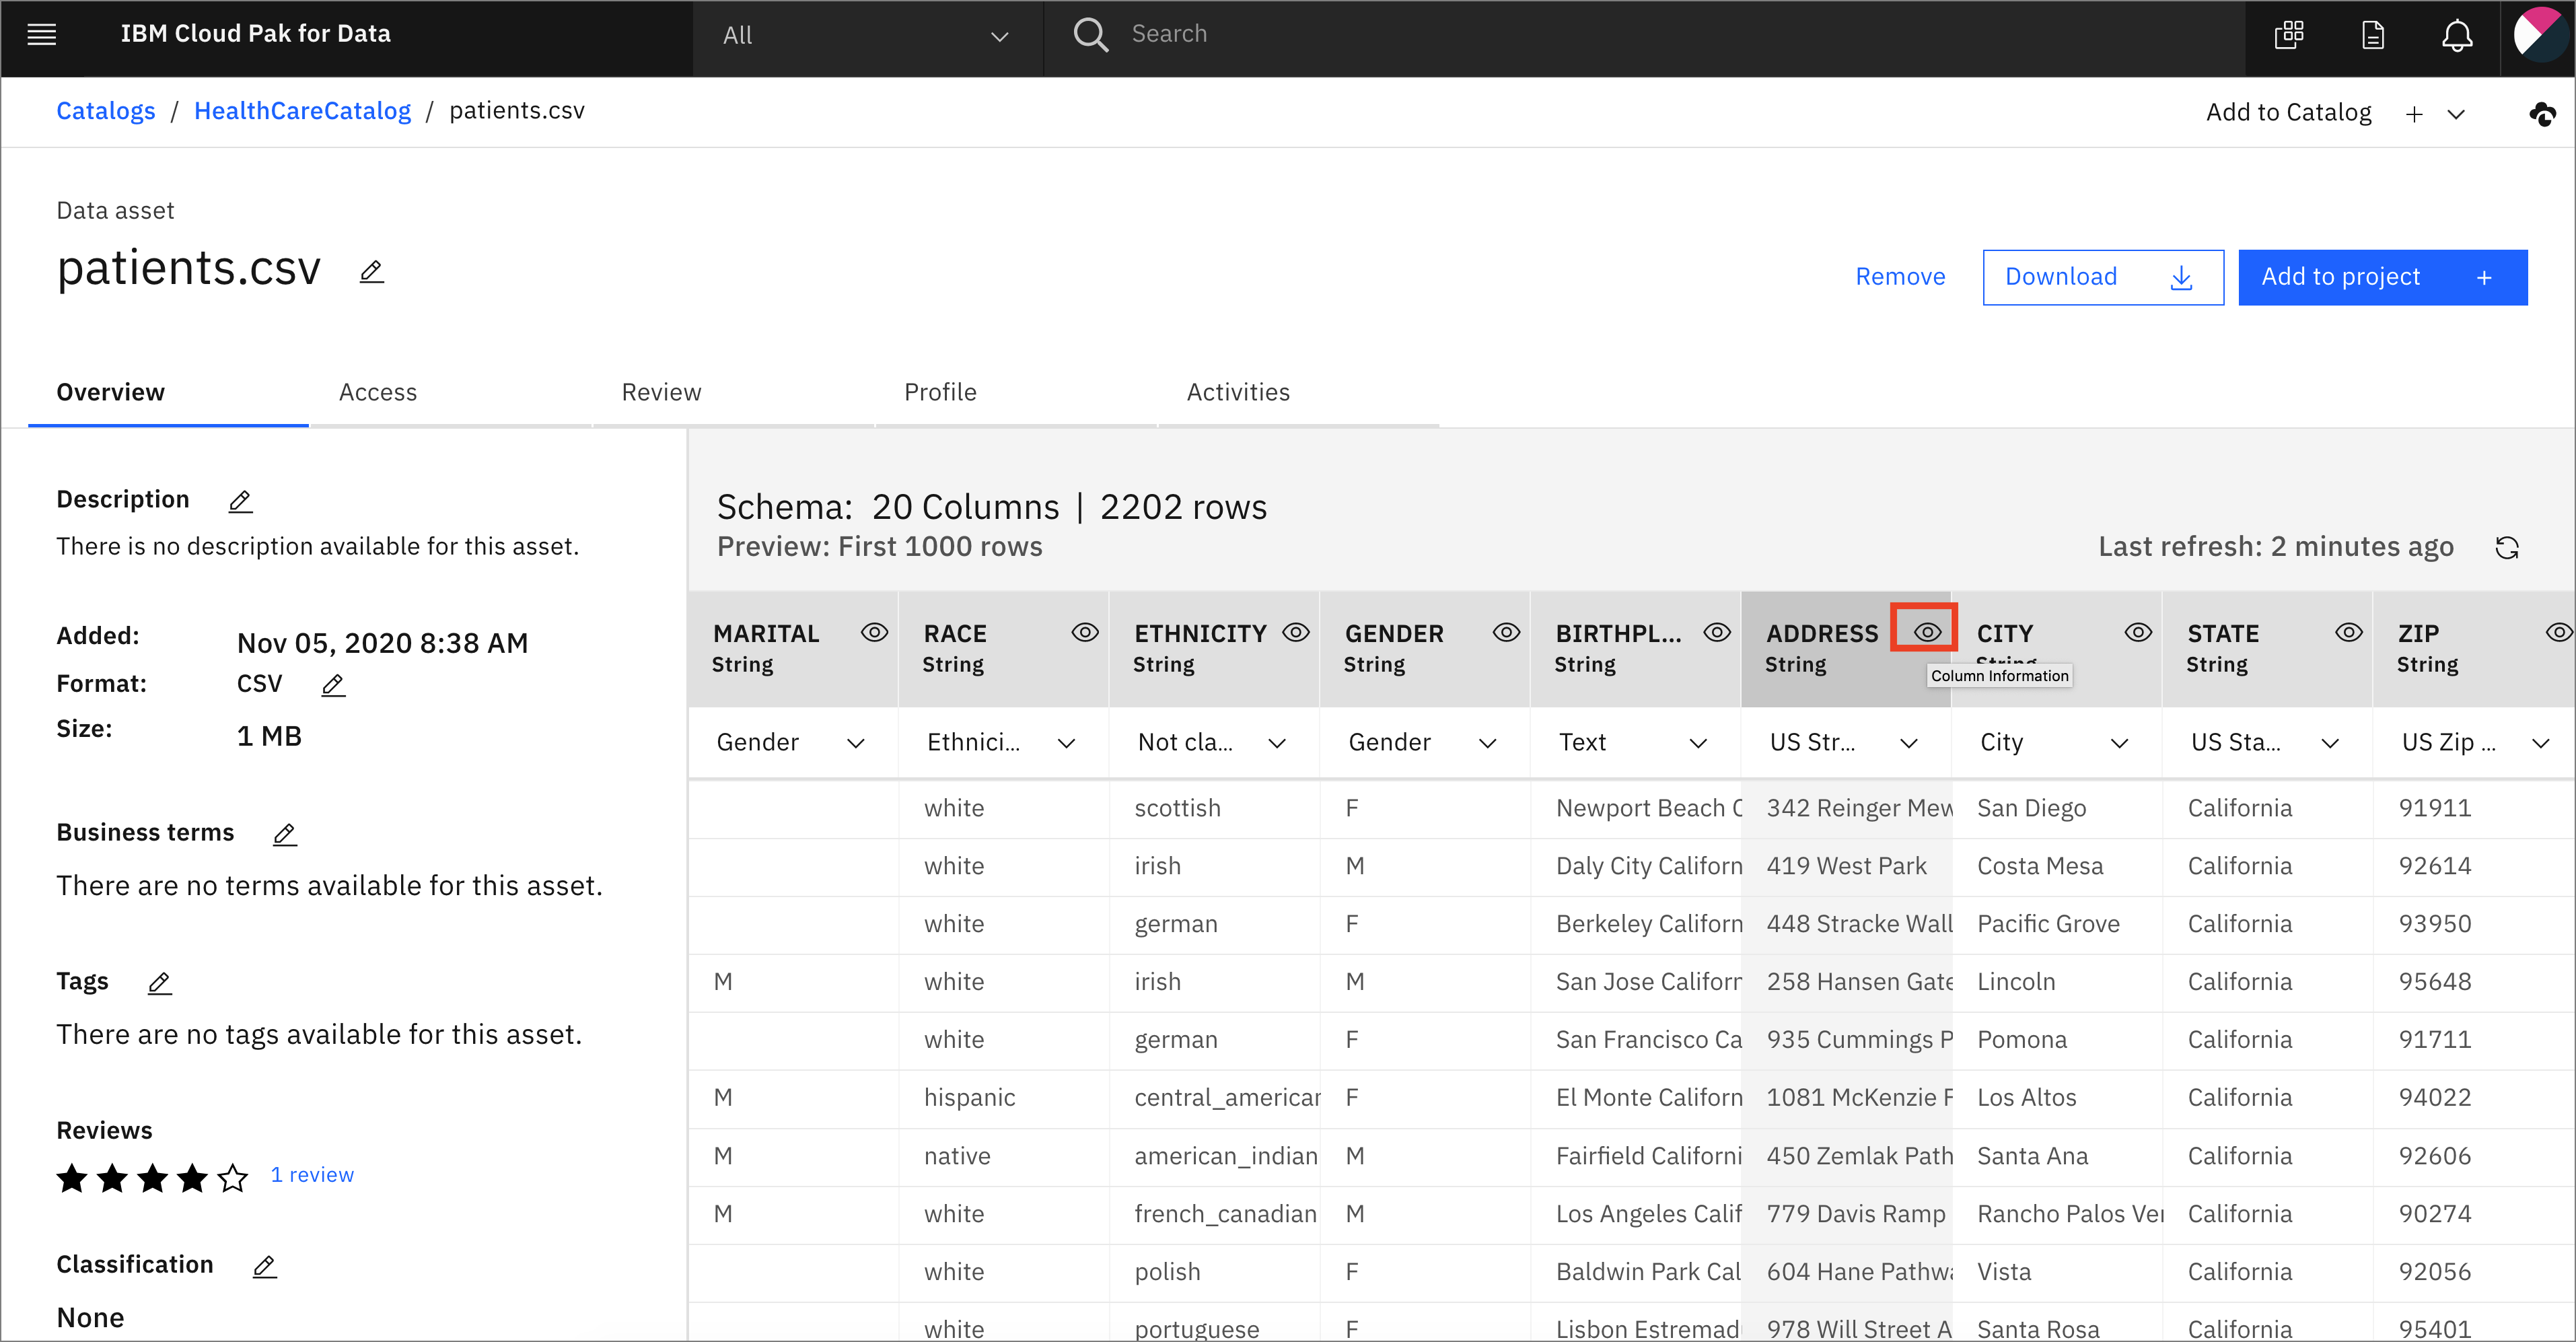 IBM Cloud Pak for Data All Search
Catalogs / HealthCareCatalog / patients.csv Add to Catalog +
Data asset
patients.csv
Remove Download Add to project +
Overview Access Review Profile Activities
Description
There is no description available for this asset.
Added: Nov 05, 2020 8:38 AM
Format: CSV
Size: 1 MB
Business terms
There are no terms available for this asset.
Tags
There are no tags available for this asset.
Reviews
1 review
Classification
None
Schema: 20 Columns | 2202 rows
Preview: First 1000 rows Last refresh: 2 minutes ago
MARITAL RACE ETHNICITY GENDER BIRTHPL... ADDRESS CITY STATE ZIP
String String String String String String String String String
Column Information
Gender Ethnici... Not cla... Gender Text US Str... City US Sta... US Zip ...
white scottish F Newport Beach C 342 Reinger Mew San Diego California 91911
white irish M Daly City Californ 419 West Park Costa Mesa California 92614
white german F Berkeley Californ 448 Stracke Wall Pacific Grove California 93950
M white irish M San Jose Californ 258 Hansen Gate Lincoln California 95648
white german F San Francisco Ca 935 Cummings P Pomona California 91711
M hispanic central_american F El Monte Californ 1081 McKenzie F Los Altos California 94022
M native american_indian M Fairfield Californi 450 Zemlak Path Santa Ana California 92606
M white french_canadian M Los Angeles Calif 779 Davis Ramp Rancho Palos Ver California 90274
white polish F Baldwin Park Cal 604 Hane Pathwa Vista California 92056
white portuguese F Lisbon Estremad 978 Will Street A Santa Rosa California 95401